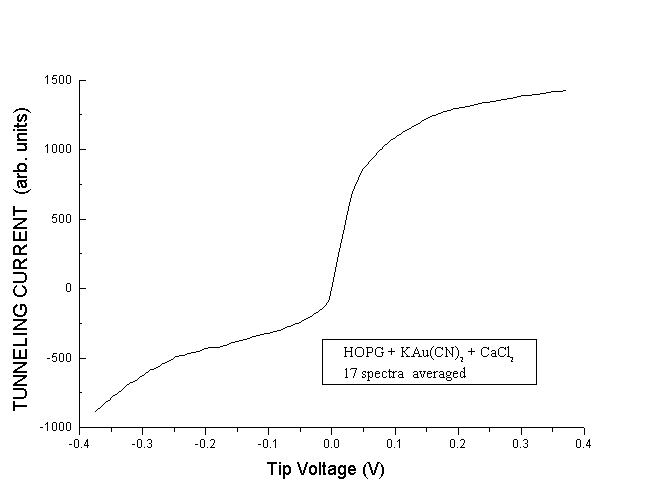 TUNNELING CURRENT (arb. units)
1500
1000
500
0
-500
-1000
HOPG + KAu(CN)₂ + CaCl₂
17 spectra averaged
-0.4 -0.3 -0.2 -0.1 0.0 0.1 0.2 0.3 0.4
Tip Voltage (V)